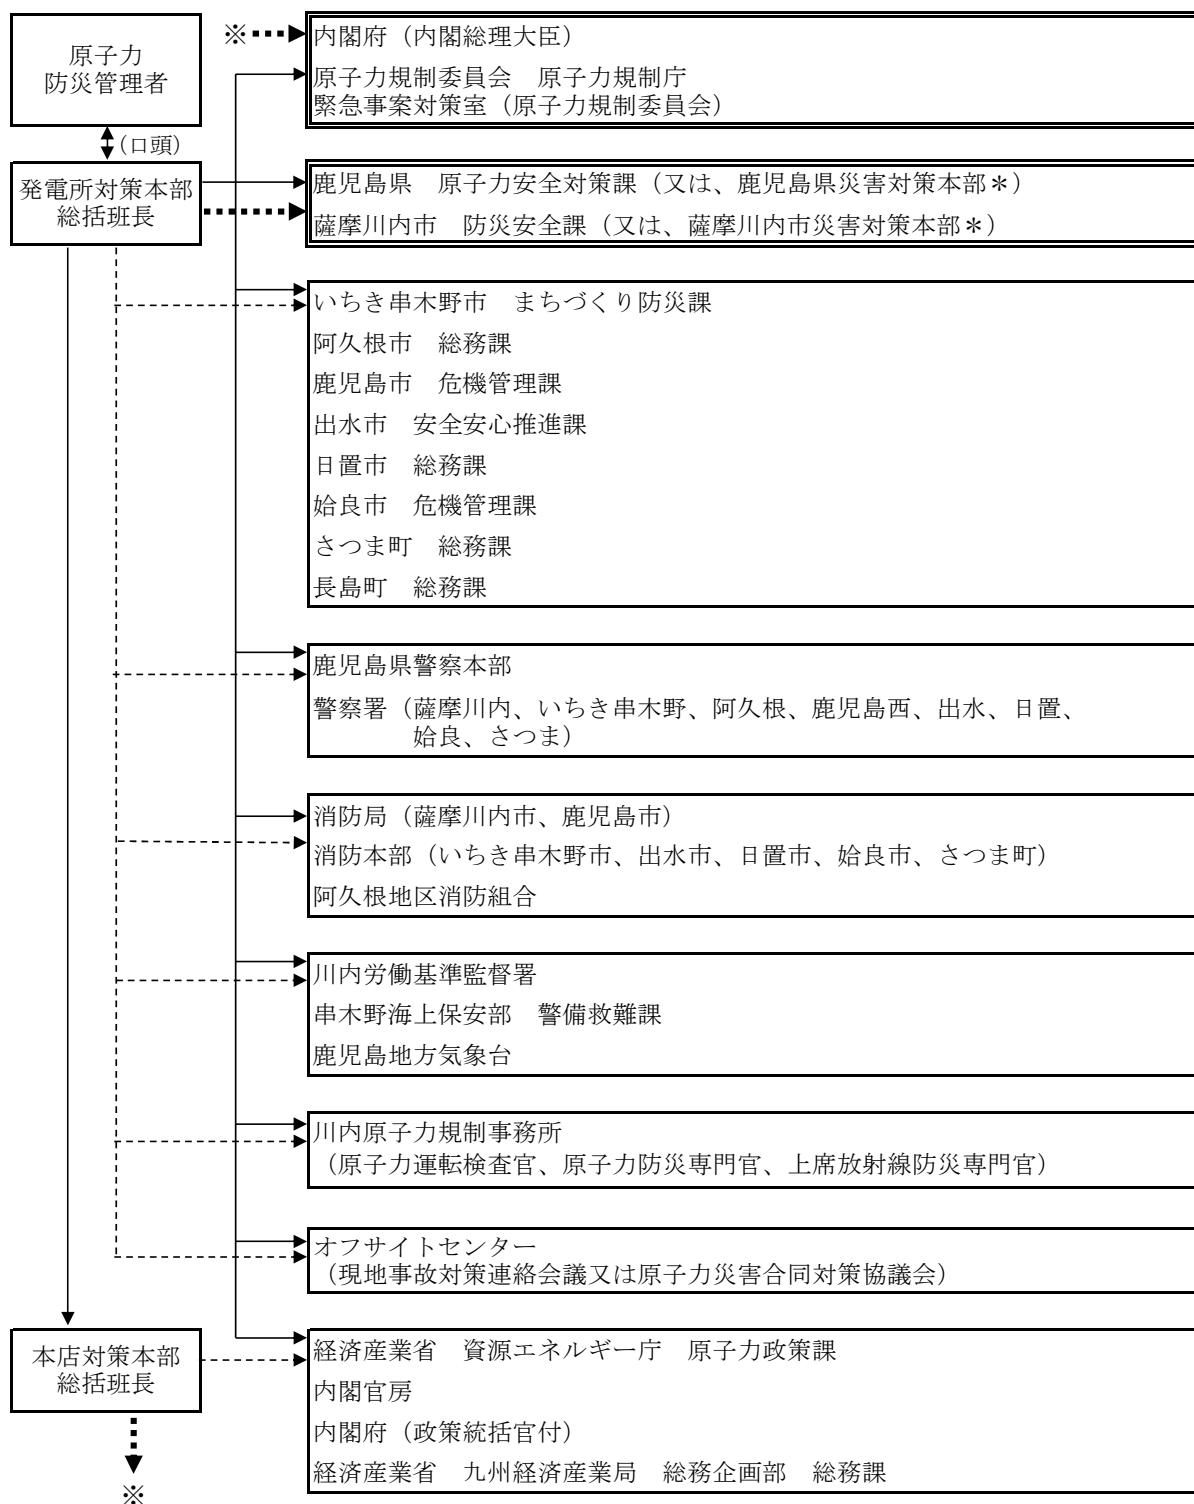 原子力
防災管理者
(口頭)
発電所対策本部
総括班長
本店対策本部
総括班長
※
※
内閣府（内閣総理大臣）
原子力規制委員会　原子力規制庁
緊急事案対策室（原子力規制委員会）
鹿児島県　原子力安全対策課（又は、鹿児島県災害対策本部＊）
薩摩川内市　防災安全課（又は、薩摩川内市災害対策本部＊）
いちき串木野市　まちづくり防災課
阿久根市　総務課
鹿児島市　危機管理課
出水市　安全安心推進課
日置市　総務課
姶良市　危機管理課
さつま町　総務課
長島町　総務課
鹿児島県警察本部
警察署（薩摩川内、いちき串木野、阿久根、鹿児島西、出水、日置、
姶良、さつま）
消防局（薩摩川内市、鹿児島市）
消防本部（いちき串木野市、出水市、日置市、姶良市、さつま町）
阿久根地区消防組合
川内労働基準監督署
串木野海上保安部　警備救難課
鹿児島地方気象台
川内原子力規制事務所
（原子力運転検査官、原子力防災専門官、上席放射線防災専門官）
オフサイトセンター
（現地事故対策連絡会議又は原子力災害合同対策協議会）
経済産業省　資源エネルギー庁　原子力政策課
内閣官房
内閣府（政策統括官付）
経済産業省　九州経済産業局　総務企画部　総務課